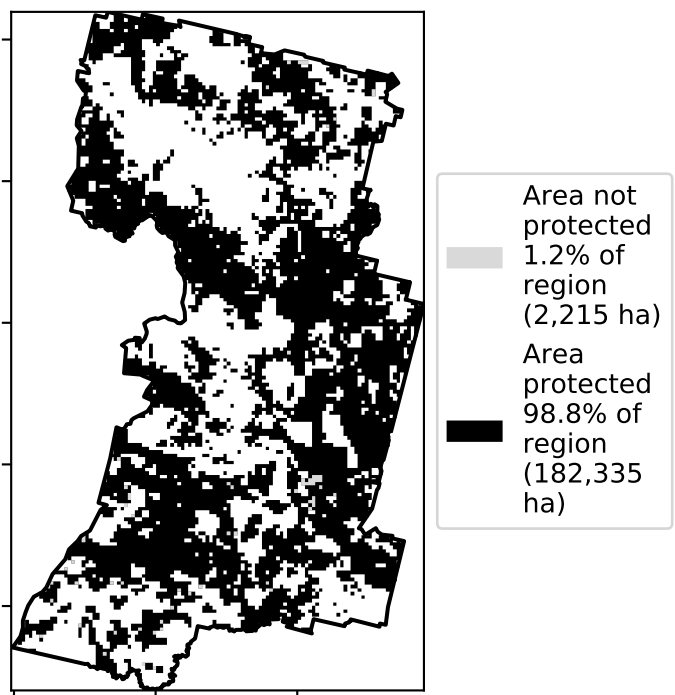 Area not
protected
1.2% of
region
(2,215 ha)
Area
protected
98.8% of
region
(182,335
ha)